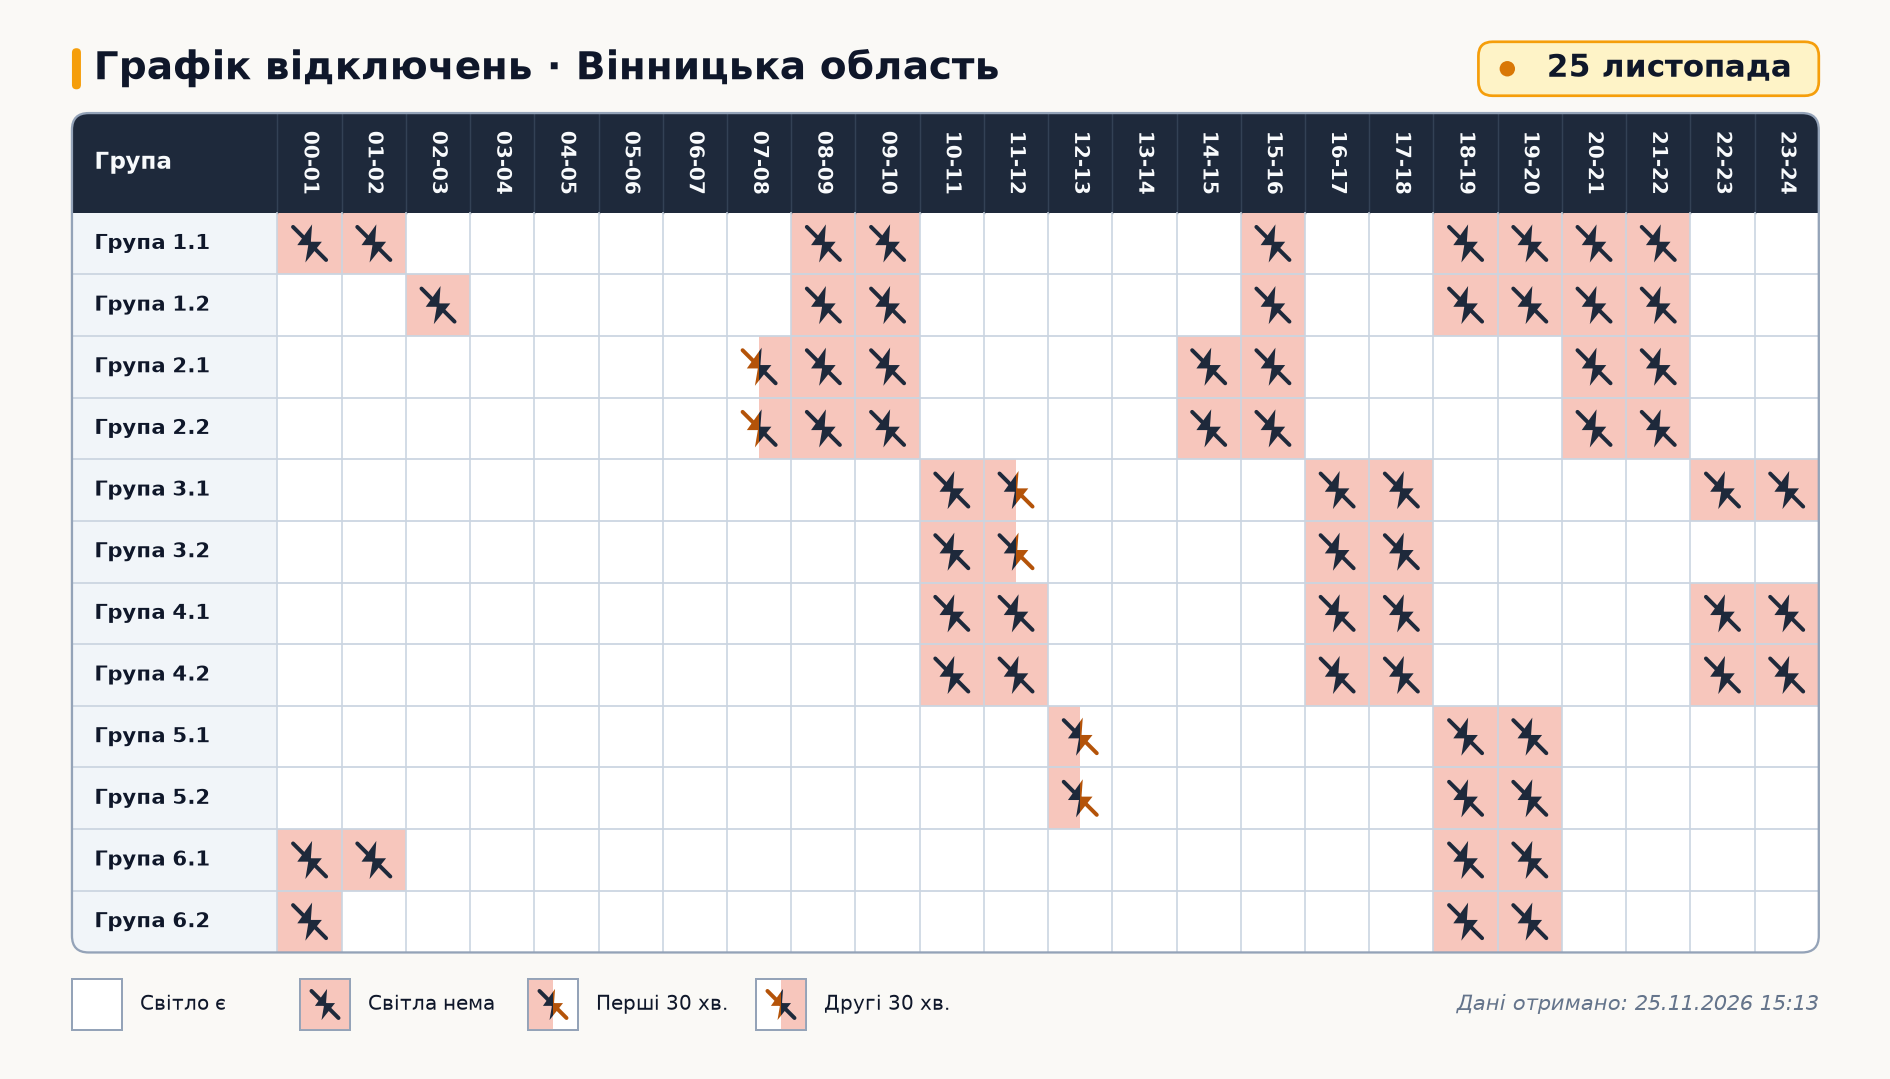 Графік відключень · Вінницька область
25 листопада
Група 00-01 01-02 02-03 03-04 04-05 05-06 06-07 07-08 08-09 09-10 10-11 11-12 12-13 13-14 14-15 15-16 16-17 17-18 18-19 19-20 20-21 21-22 22-23 23-24
Група 1.1
Група 1.2
Група 2.1
Група 2.2
Група 3.1
Група 3.2
Група 4.1
Група 4.2
Група 5.1
Група 5.2
Група 6.1
Група 6.2
Світло є Світла нема Перші 30 хв. Другі 30 хв.
Дані отримано: 25.11.2026 15:13